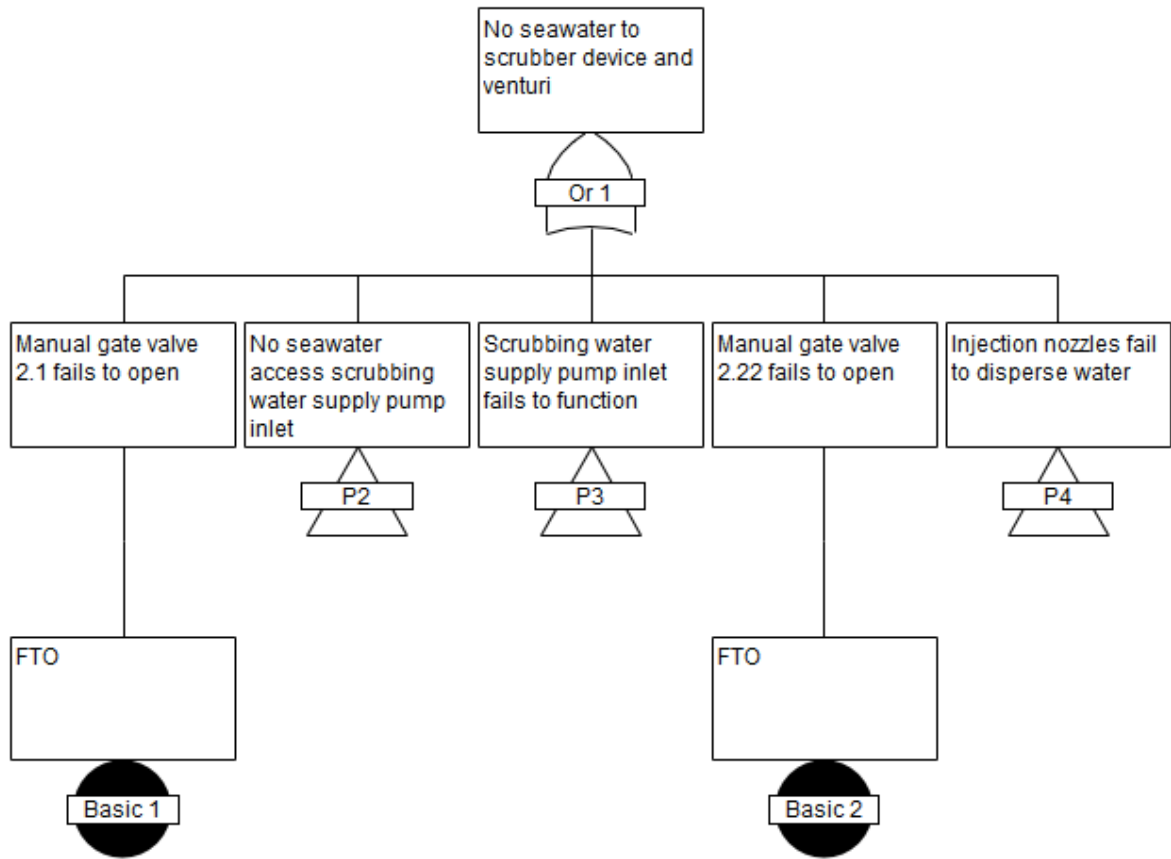 No seawater to
scrubber device and
venturi
Or 1
Manual gate valve
2.1 fails to open
No seawater
access scrubbing
water supply pump
inlet
Scrubbing water
supply pump inlet
fails to function
Manual gate valve
2.22 fails to open
Injection nozzles fail
to disperse water
P2
P3
P4
FTO
FTO
Basic 1
Basic 2